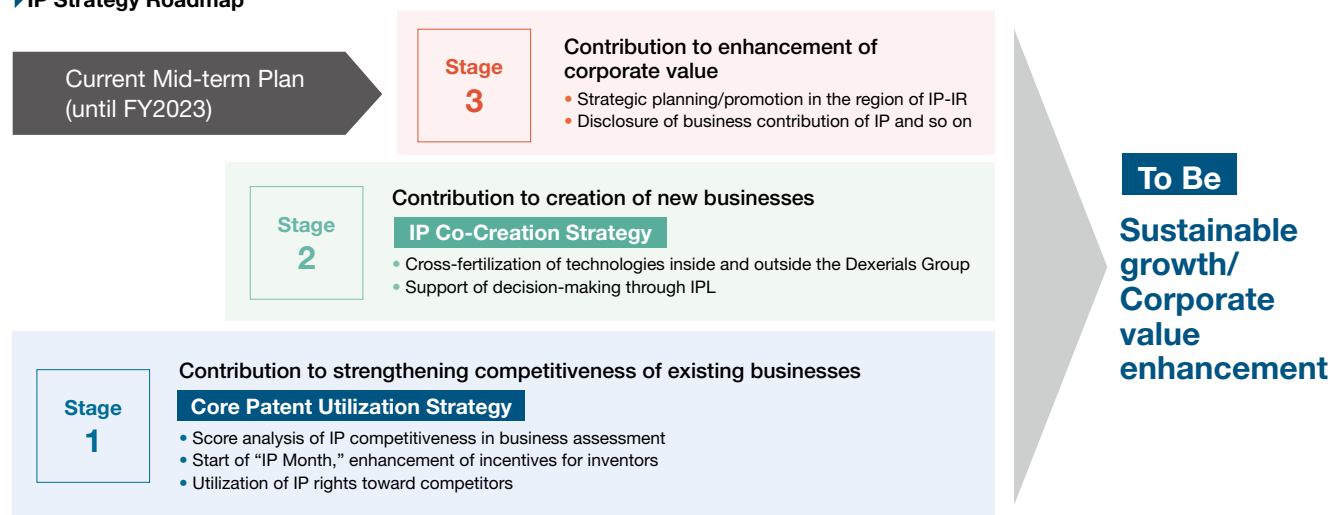 IP Strategy Roadmap
Current Mid-term Plan
(until FY2023)
Stage
3
Contribution to enhancement of
corporate value
• Strategic planning/promotion in the region of IP-IR
• Disclosure of business contribution of IP and so on
Stage
2
Contribution to creation of new businesses
IP Co-Creation Strategy
• Cross-fertilization of technologies inside and outside the Dexerials Group
• Support of decision-making through IPL
Stage
1
Contribution to strengthening competitiveness of existing businesses
Core Patent Utilization Strategy
• Score analysis of IP competitiveness in business assessment
• Start of “IP Month,” enhancement of incentives for inventors
• Utilization of IP rights toward competitors
To Be
Sustainable
growth/
Corporate
value
enhancement